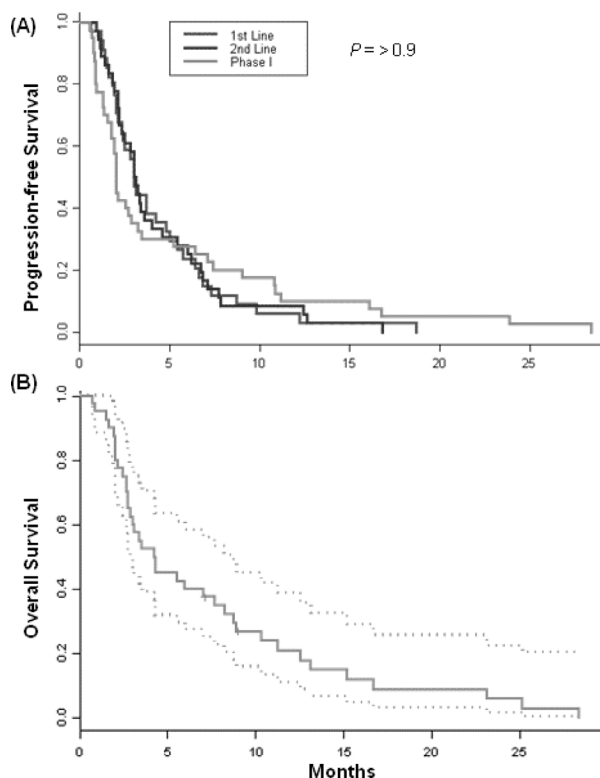 (A)
1st Line
2nd Line
Phase I
P = > 0.9
Progression-free Survival
1.0
0.8
0.6
0.4
0.2
0.0
0 5 10 15 20 25
(B)
Overall Survival
1.0
0.8
0.6
0.4
0.2
0.0
0 5 10 15 20 25
Months